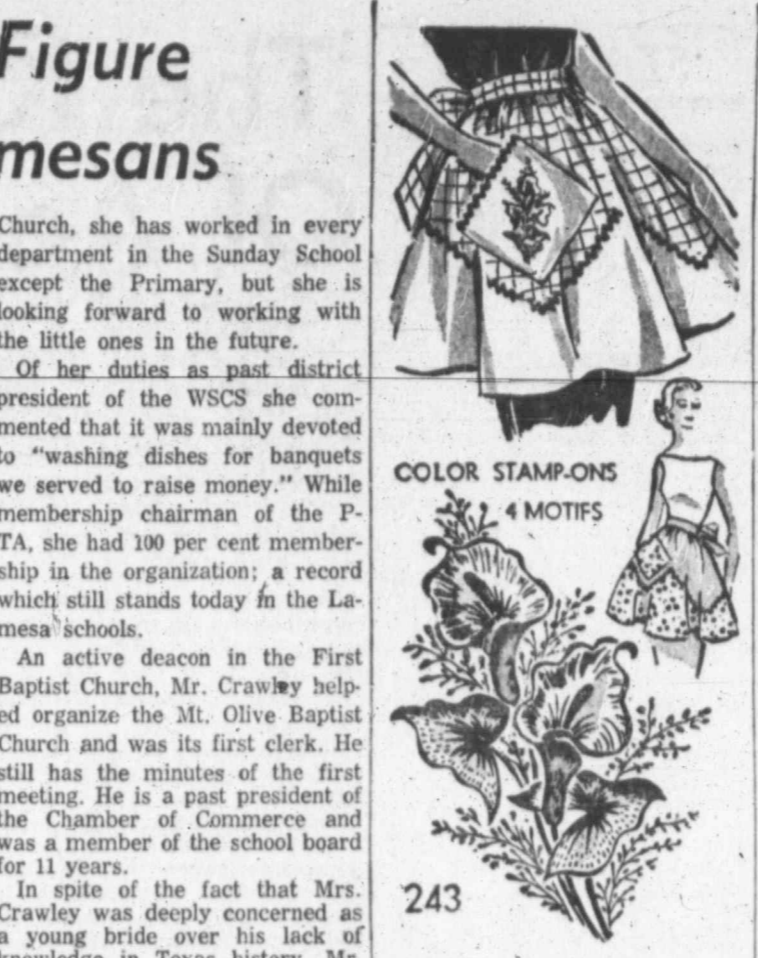 Figure
mesans
Church, she has worked in every
department in the Sunday School
except the Primary, but she is
looking forward to working with
the little ones in the future.
Of her duties as past district
president of the WSCS she com-
mented that it was mainly devoted
to "washing dishes for banquets
we served to raise money." While
membership chairman of the P-
TA, she had 100 per cent member-
ship in the organization; a record
which still stands today in the La-
mesa schools.
An active deacon in the First
Baptist Church, Mr. Crawley help-
ed organize the Mt. Olive Baptist
Church and was its first clerk. He
still has the minutes of the first
meeting. He is a past president of
the Chamber of Commerce and
was a member of the school board
for 11 years.
In spite of the fact that Mrs.
Crawley was deeply concerned as
a young bride over his lack of
knowledge in Texas history, Mr.
COLOR STAMP-ONS
4 MOTIFS
243